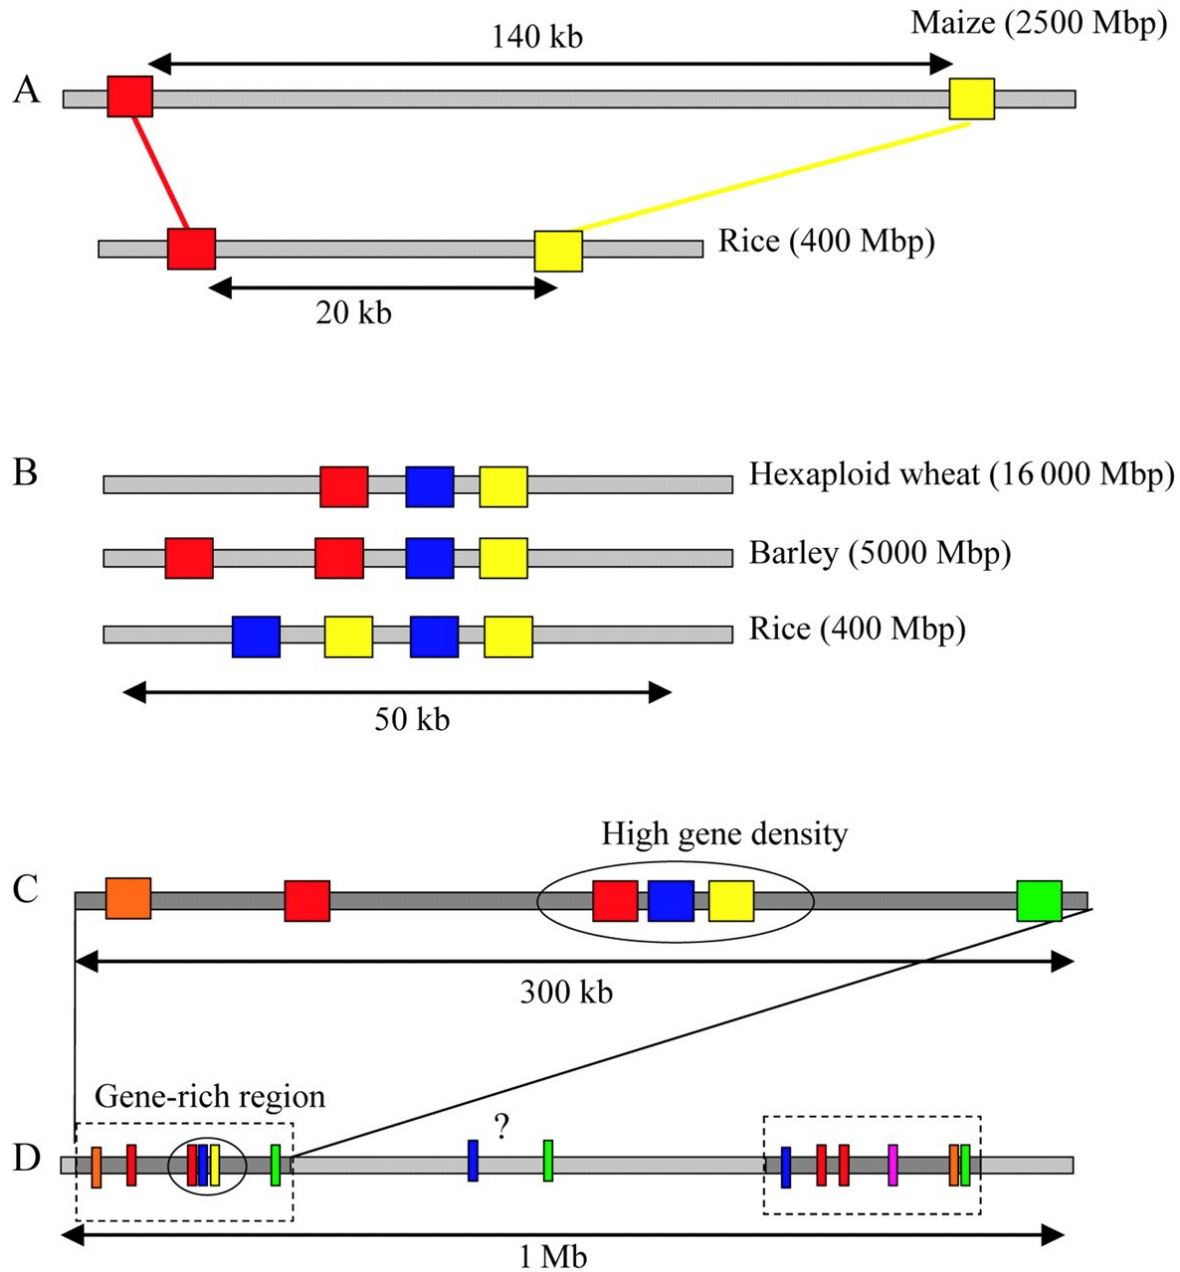 Maize (2500 Mbp)
140 kb
A
Rice (400 Mbp)
20 kb
B
Hexaploid wheat (16 000 Mbp)
Barley (5000 Mbp)
Rice (400 Mbp)
50 kb
High gene density
C
300 kb
Gene-rich region
?
D
1 Mb